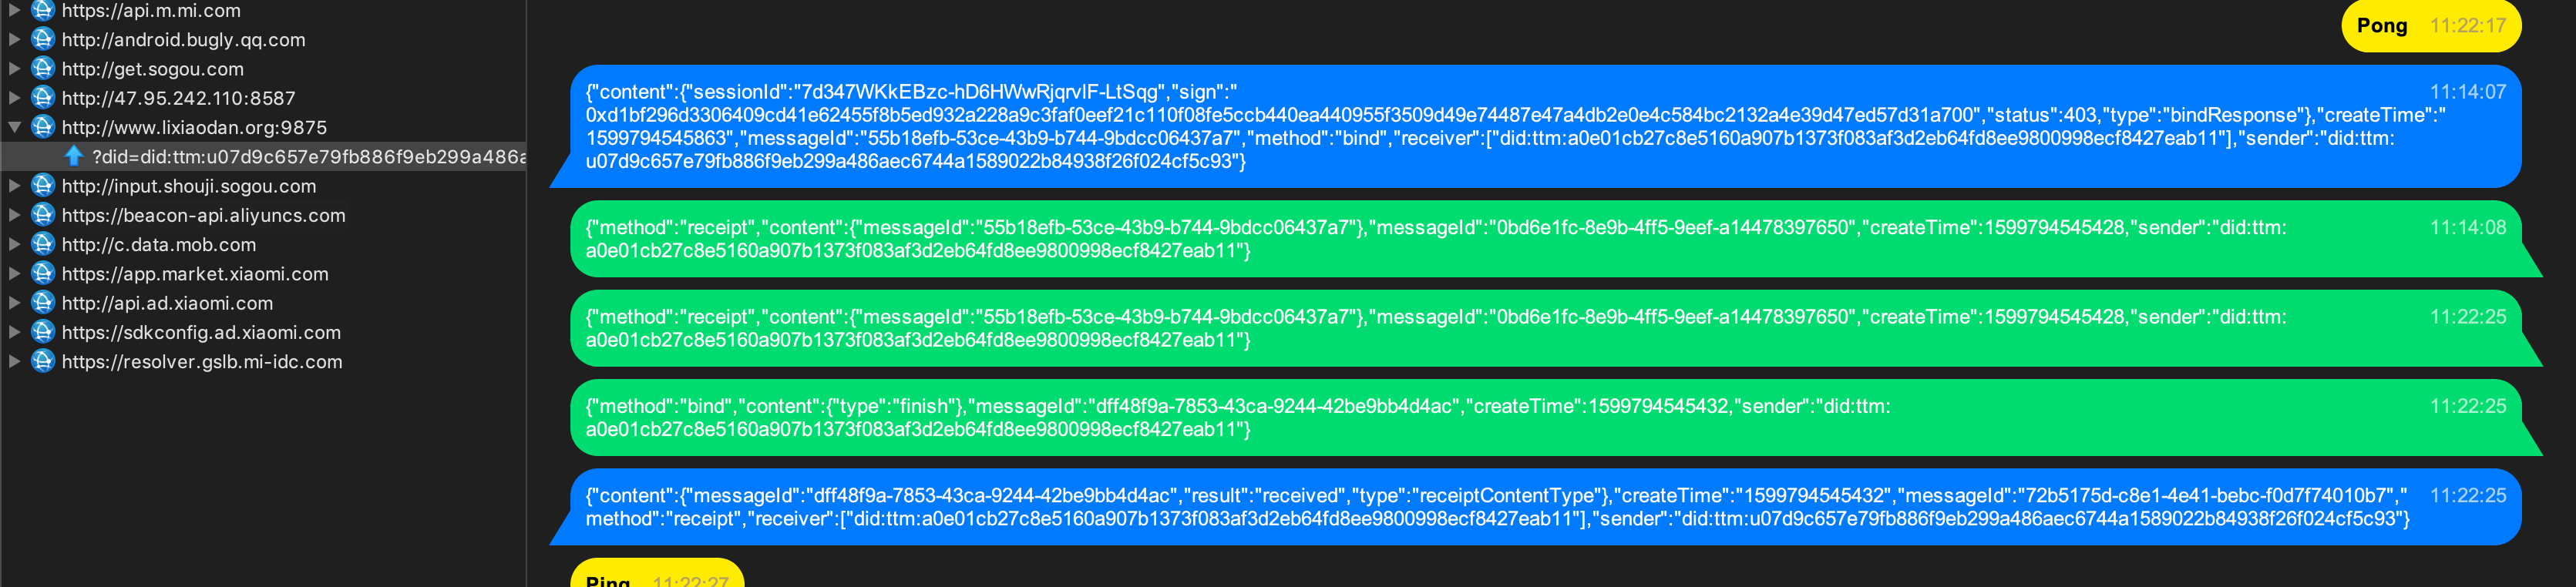 https://api.m.mi.com
http://android.bugly.qq.com
http://get.sogou.com
http://47.95.242.110:8587
http://www.lixiaodan.org:9875
?did=did:ttm:u07d9c657e79fb886f9eb299a486a
http://input.shouji.sogou.com
https://beacon-api.aliyuncs.com
http://c.data.mob.com
https://app.market.xiaomi.com
http://api.ad.xiaomi.com
https://sdkconfig.ad.xiaomi.com
https://resolver.gslb.mi-idc.com
Pong 11:22:17
{"content":{"sessionId":"7d347WKkEBzc-hD6HWwRjqrvIF-LtSqg","sign":" 11:14:07
0xd1bf296d3306409cd41e62455f8b5ed932a228a9c3faf0eef21c110f08fe5ccb440ea440955f3509d49e74487e47a4db2e0e4c584bc2132a4e39d47ed57d31a700","status":403,"type":"bindResponse"},"createTime":"
1599794545863","messageId":"55b18efb-53ce-43b9-b744-9bdcc06437a7","method":"bind","receiver":["did:ttm:a0e01cb27c8e5160a907b1373f083af3d2eb64fd8ee9800998ecf8427eab11"],"sender":"did:ttm:
u07d9c657e79fb886f9eb299a486aec6744a1589022b84938f26f024cf5c93"}
{"method":"receipt","content":{"messageId":"55b18efb-53ce-43b9-b744-9bdcc06437a7"},"messageId":"0bd6e1fc-8e9b-4ff5-9eef-a14478397650","createTime":1599794545428,"sender":"did:ttm: 11:14:08
a0e01cb27c8e5160a907b1373f083af3d2eb64fd8ee9800998ecf8427eab11"}
{"method":"receipt","content":{"messageId":"55b18efb-53ce-43b9-b744-9bdcc06437a7"},"messageId":"0bd6e1fc-8e9b-4ff5-9eef-a14478397650","createTime":1599794545428,"sender":"did:ttm: 11:22:25
a0e01cb27c8e5160a907b1373f083af3d2eb64fd8ee9800998ecf8427eab11"}
{"method":"bind","content":{"type":"finish"},"messageId":"dff48f9a-7853-43ca-9244-42be9bb4d4ac","createTime":1599794545432,"sender":"did:ttm: 11:22:25
a0e01cb27c8e5160a907b1373f083af3d2eb64fd8ee9800998ecf8427eab11"}
{"content":{"messageId":"dff48f9a-7853-43ca-9244-42be9bb4d4ac","result":"received","type":"receiptContentType"},"createTime":"1599794545432","messageId":"72b5175d-c8e1-4e41-bebc-f0d7f74010b7"," 11:22:25
method":"receipt","receiver":["did:ttm:a0e01cb27c8e5160a907b1373f083af3d2eb64fd8ee9800998ecf8427eab11"],"sender":"did:ttm:u07d9c657e79fb886f9eb299a486aec6744a1589022b84938f26f024cf5c93"}
Ping 11:22:27